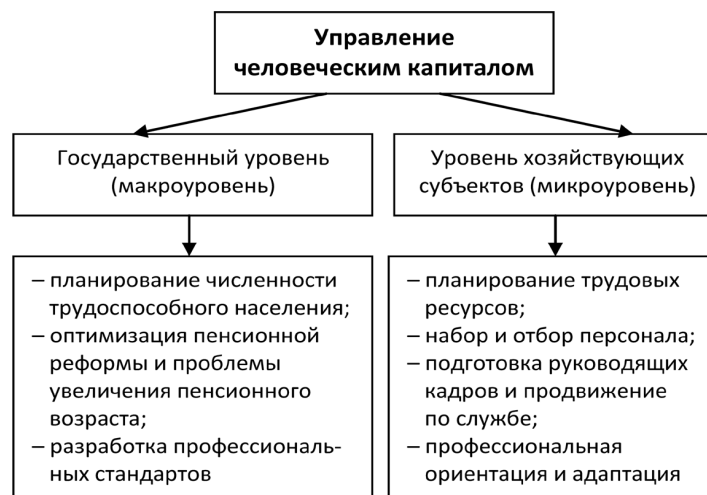 Управление
человеческим капиталом
Государственный уровень
(макроуровень)
Уровень хозяйствующих
субъектов (микроуровень)
– планирование численности
трудоспособного населения;
– оптимизация пенсионной
реформы и проблемы
увеличения пенсионного
возраста;
– разработка профессиональ-
ных стандартов
– планирование трудовых
ресурсов;
– набор и отбор персонала;
– подготовка руководящих
кадров и продвижение
по службе;
– профессиональная
ориентация и адаптация